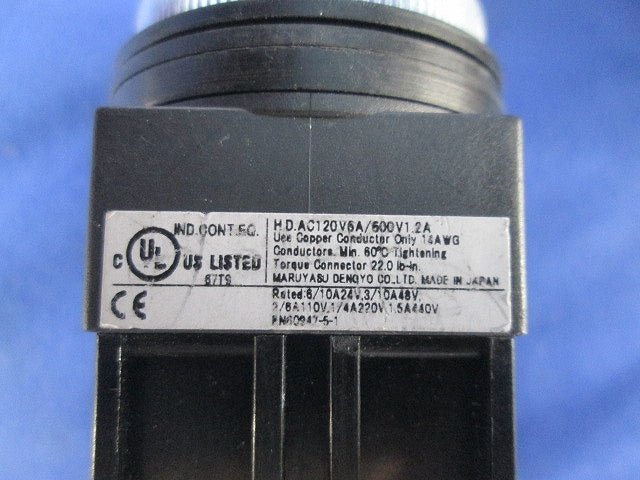 IND.CONT.EQ.
C UL US LISTED
67TS
CE
H.D.AC120V6A/600V1.2A
Use Copper Conductor Only 14AWG
Conductors. Min. 60°C Tightening
Torque Connector 22.0 lb-in.
MARUYASU DENGYO CO.,LTD. MADE IN JAPAN
Rated:6/10A24V,3/10A48V,
2/6A110V,1/4A220V,1.5A440V
EN60947-5-1